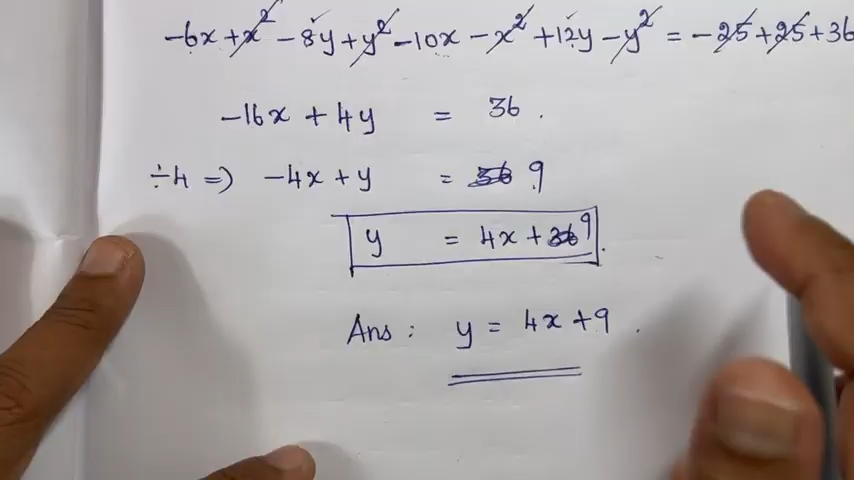 -6x + x² - 8y + y² - 10x - x² + 12y - y² = -25 + 25 + 36
-16x + 4y = 36.
÷4 => -4x + y = 36 9
y = 4x + 36 9.
Ans: y = 4x + 9.